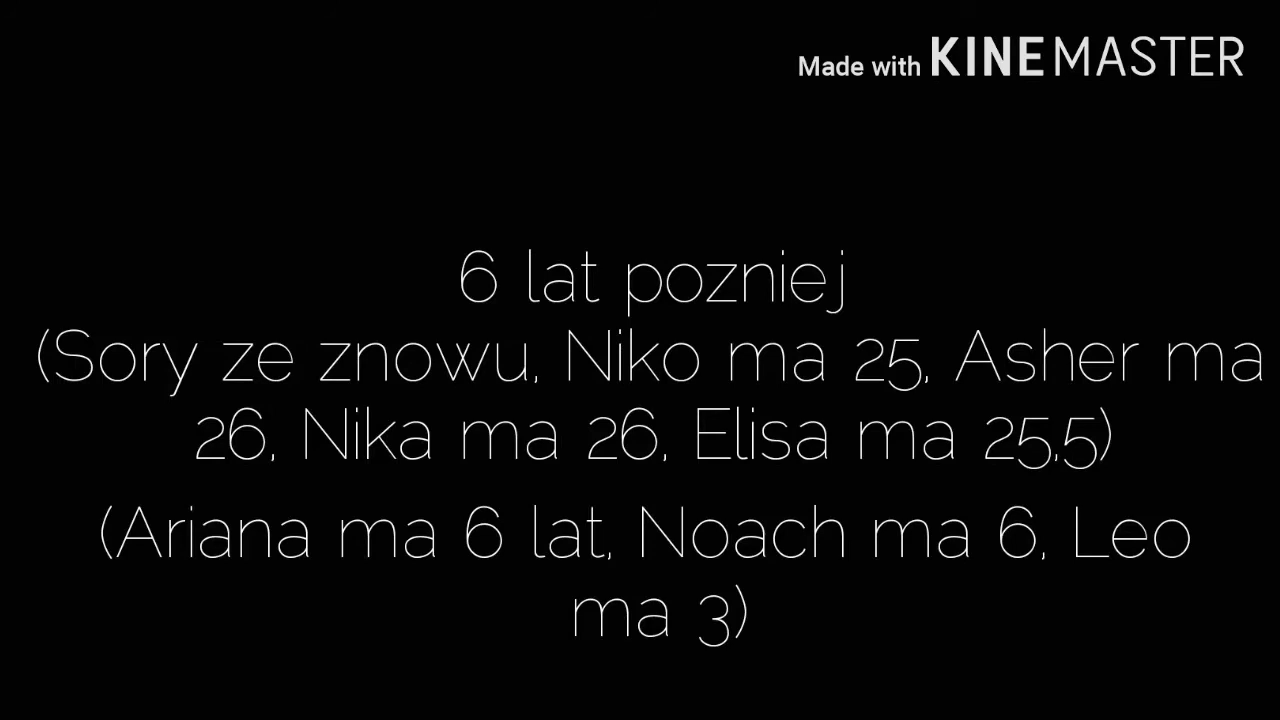 Made with KINEMASTER
6 lat pozniej
(Sory ze znowu, Niko ma 25, Asher ma
26, Nika ma 26, Elisa ma 25,5)
(Ariana ma 6 lat, Noach ma 6, Leo
ma 3)